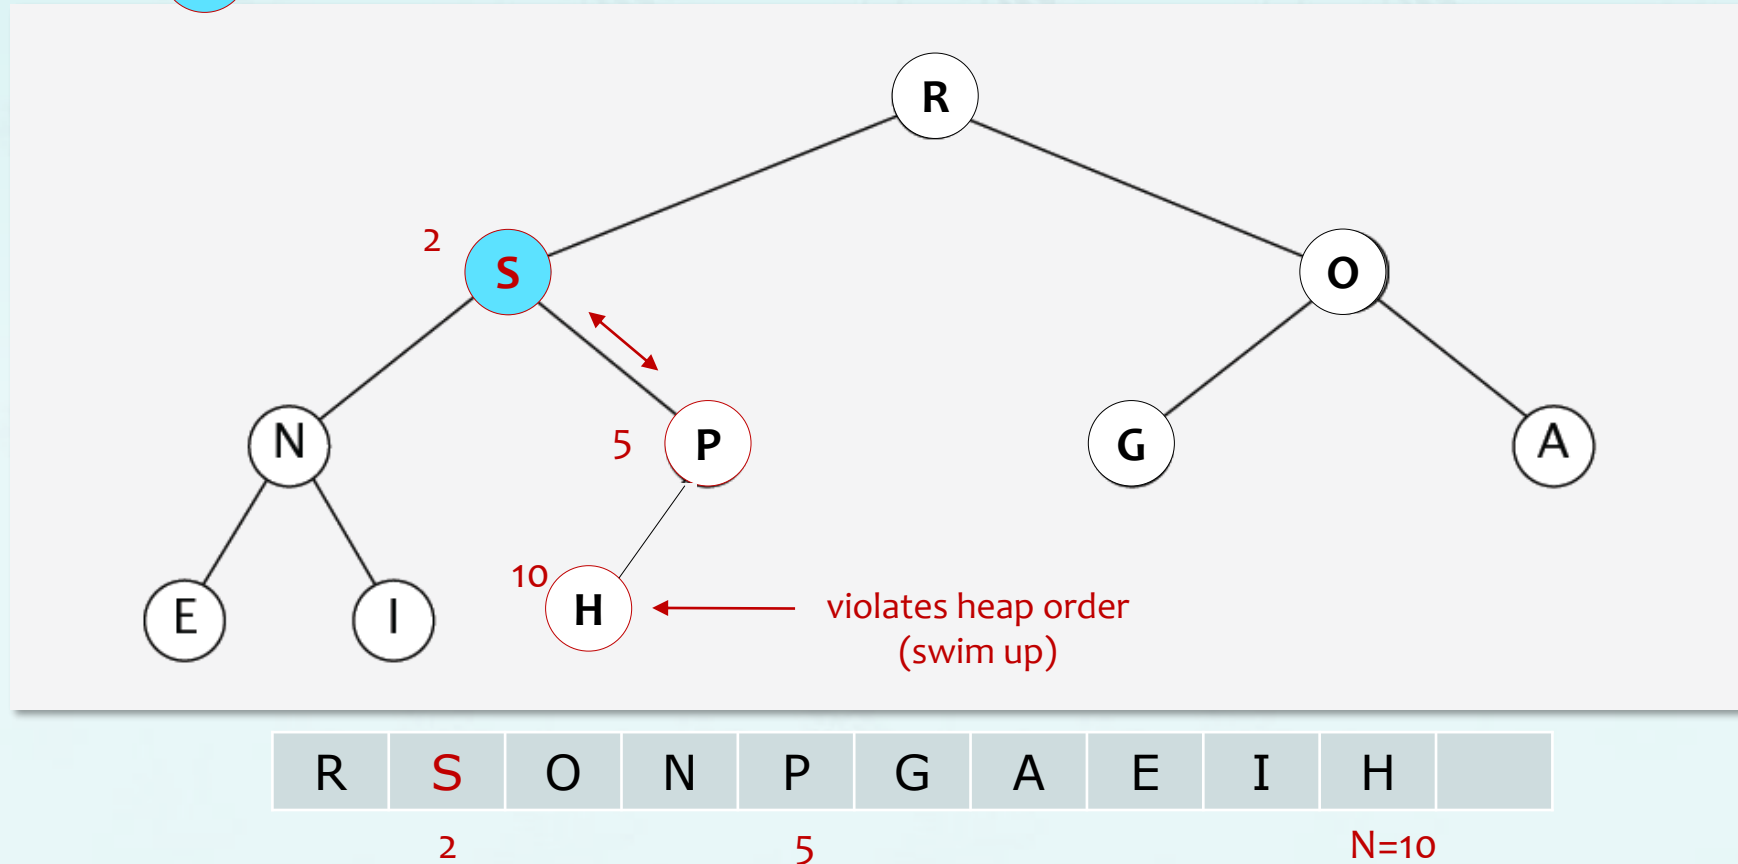 R
2 S O
N 5 P G A
E I 10 H violates heap order
(swim up)
R S O N P G A E I H
2 5 N=10